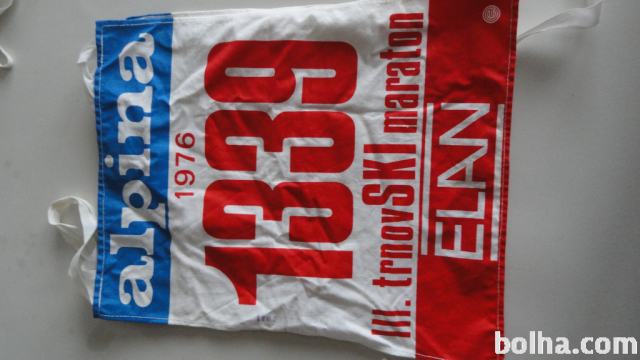 alpina
1976
1339
III. trnovSKI maraton
ELAN
bolha.com